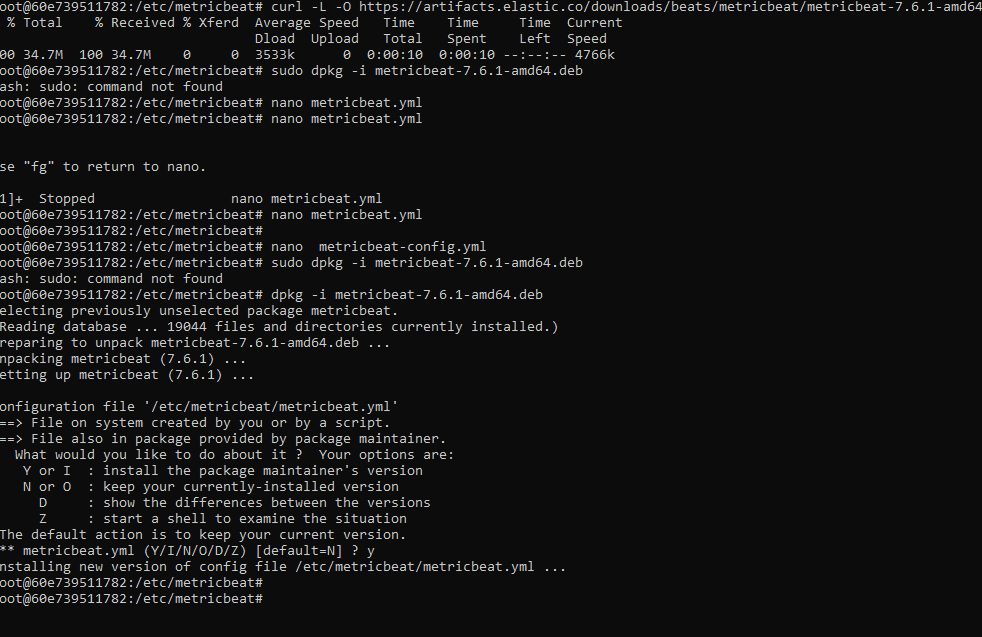 oot@60e739511782:/etc/metricbeat# curl -L -O https://artifacts.elastic.co/downloads/beats/metricbeat/metricbeat-7.6.1-amd64
% Total    % Received % Xferd  Average Speed   Time    Time     Time  Current
Dload  Upload   Total   Spent    Left  Speed
00 34.7M  100 34.7M    0     0  3533k      0  0:00:10  0:00:10 --:--:-- 4766k
oot@60e739511782:/etc/metricbeat# sudo dpkg -i metricbeat-7.6.1-amd64.deb
ash: sudo: command not found
oot@60e739511782:/etc/metricbeat# nano metricbeat.yml
oot@60e739511782:/etc/metricbeat# nano metricbeat.yml
se "fg" to return to nano.
1]+  Stopped                 nano metricbeat.yml
oot@60e739511782:/etc/metricbeat# nano metricbeat.yml
oot@60e739511782:/etc/metricbeat#
oot@60e739511782:/etc/metricbeat# nano  metricbeat-config.yml
oot@60e739511782:/etc/metricbeat# sudo dpkg -i metricbeat-7.6.1-amd64.deb
ash: sudo: command not found
oot@60e739511782:/etc/metricbeat# dpkg -i metricbeat-7.6.1-amd64.deb
electing previously unselected package metricbeat.
Reading database ... 19044 files and directories currently installed.)
reparing to unpack metricbeat-7.6.1-amd64.deb ...
npacking metricbeat (7.6.1) ...
etting up metricbeat (7.6.1) ...
onfiguration file '/etc/metricbeat/metricbeat.yml'
==> File on system created by you or by a script.
==> File also in package provided by package maintainer.
What would you like to do about it ?  Your options are:
Y or I  : install the package maintainer's version
N or O  : keep your currently-installed version
D     : show the differences between the versions
Z     : start a shell to examine the situation
The default action is to keep your current version.
** metricbeat.yml (Y/I/N/O/D/Z) [default=N] ? y
nstalling new version of config file /etc/metricbeat/metricbeat.yml ...
oot@60e739511782:/etc/metricbeat#
oot@60e739511782:/etc/metricbeat#